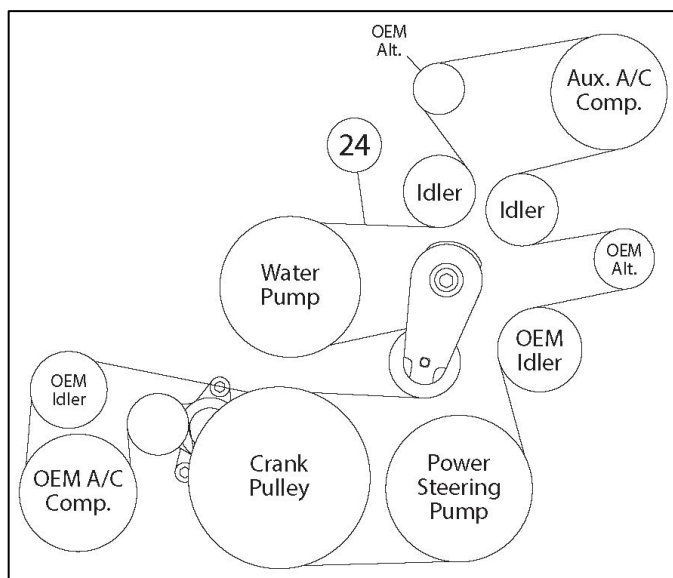 OEM
Alt.
Aux. A/C
Comp.
24
Idler
Idler
Water
Pump
OEM
Alt.
OEM
Idler
OEM
Idler
OEM A/C
Comp.
Crank
Pulley
Power
Steering
Pump